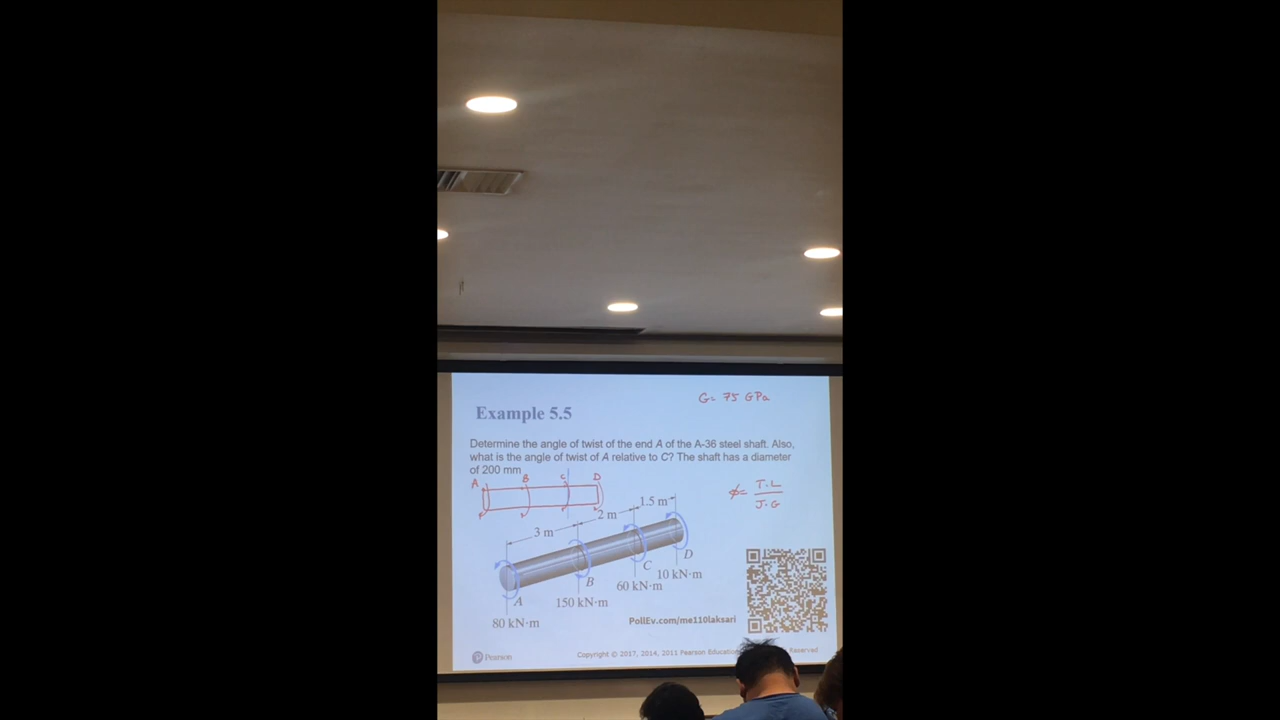 G= 75 GPa
Example 5.5
Determine the angle of twist of the end A of the A-36 steel shaft. Also,
what is the angle of twist of A relative to C? The shaft has a diameter
of 200 mm
A B C D
ϕ= T.L
J.G
1.5 m
2 m
3 m
D
C
10 kN·m
B
60 kN·m
A
150 kN·m
80 kN·m
PollEv.com/me110laksari
Pearson
Copyright © 2017, 2014, 2011 Pearson Reserved